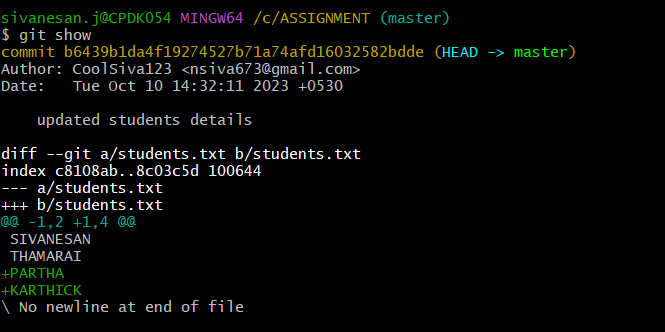 sivanesan.j@CPDK054 MINGW64 /c/ASSIGNMENT (master)
$ git show
commit b6439b1da4f19274527b71a74afd16032582bdde (HEAD -> master)
Author: CoolSiva123 <nsiva673@gmail.com>
Date:   Tue Oct 10 14:32:11 2023 +0530
    updated students details
diff --git a/students.txt b/students.txt
index c8108ab..8c03c5d 100644
--- a/students.txt
+++ b/students.txt
@@ -1,2 +1,4 @@
 SIVANESAN
 THAMARAI
+PARTHA
+KARTHICK
\ No newline at end of file